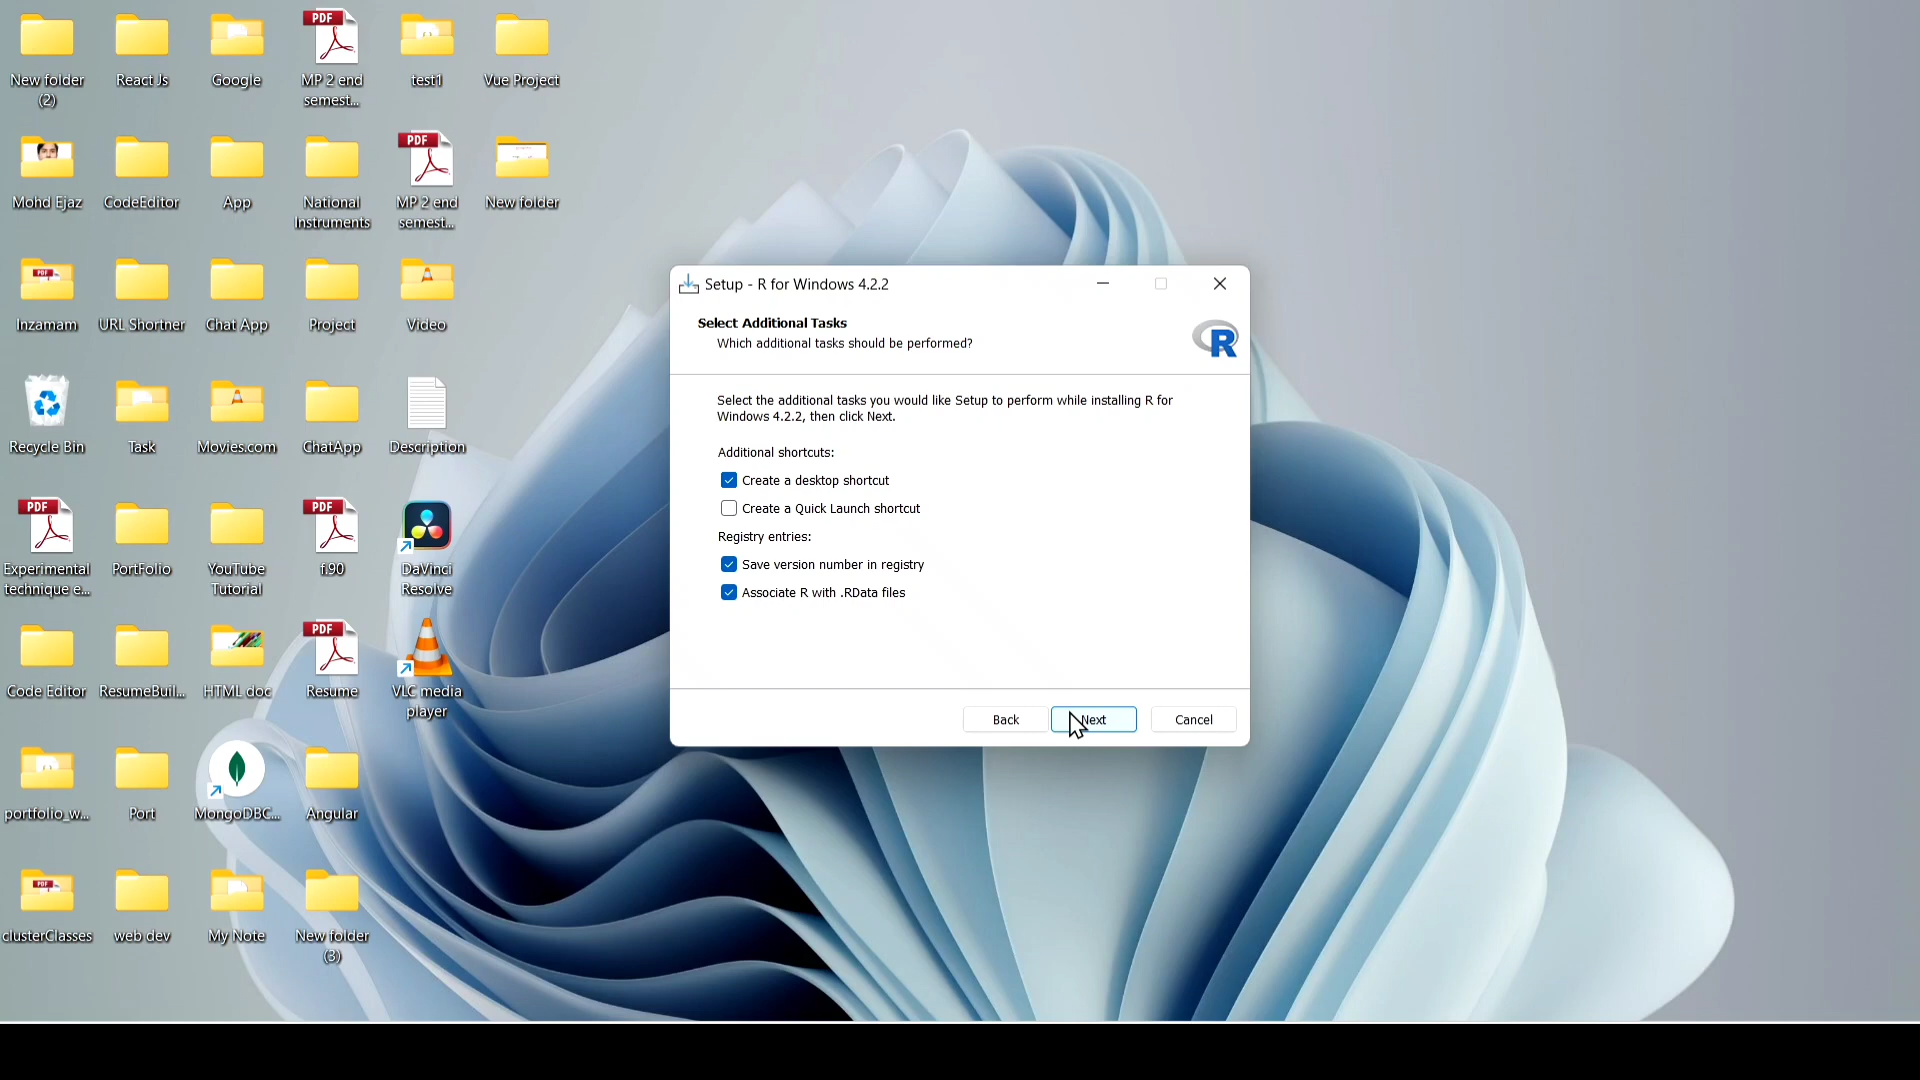 New folder
(2)
React Js
Google
PDF
MP 2 end
semest...
test1
Vue Project
Mohd Ejaz
CodeEditor
App
National
Instruments
PDF
MP 2 end
semest...
New folder
PDF
Inzamam
URL Shortner
Chat App
Project
Video
Recycle Bin
Task
Movies.com
ChatApp
Description
PDF
Experimental
technique e...
PortFolio
YouTube
Tutorial
PDF
f.90
DaVinci
Resolve
Code Editor
ResumeBuil...
HTML doc
PDF
Resume
VLC media
player
portfolio_w...
Port
MongoDBC...
Angular
PDF
clusterClasses
web dev
My Note
New folder
(3)
Setup - R for Windows 4.2.2
Select Additional Tasks
Which additional tasks should be performed?
R
Select the additional tasks you would like Setup to perform while installing R for
Windows 4.2.2, then click Next.
Additional shortcuts:
Create a desktop shortcut
Create a Quick Launch shortcut
Registry entries:
Save version number in registry
Associate R with .RData files
Back
Next
Cancel